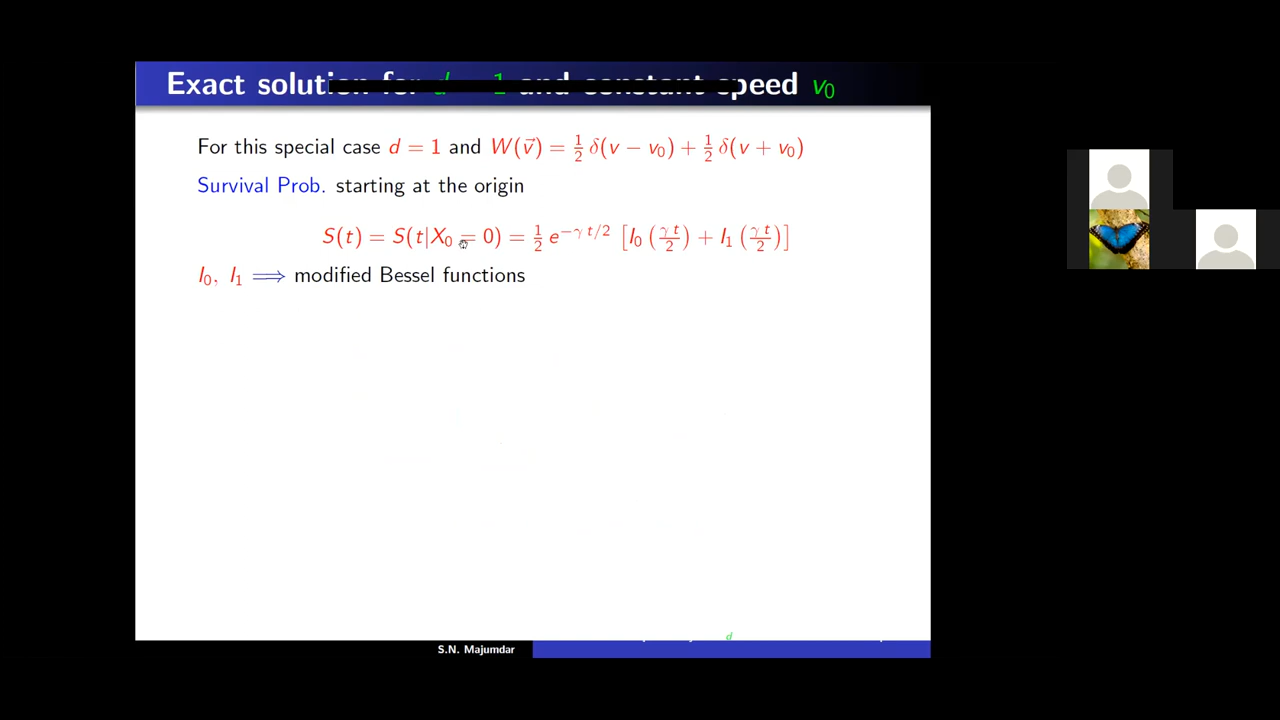 Exact solution for d = 1 and constant speed v₀
For this special case d = 1 and W(v⃗) = ½ δ(v − v₀) + ½ δ(v + v₀)
Survival Prob. starting at the origin
S(t) = S(t|X₀ = 0) = ½ e^{−γ t/2} [I₀(γ t/2) + I₁(γ t/2)]
I₀, I₁ ⟹ modified Bessel functions
d
S.N. Majumdar